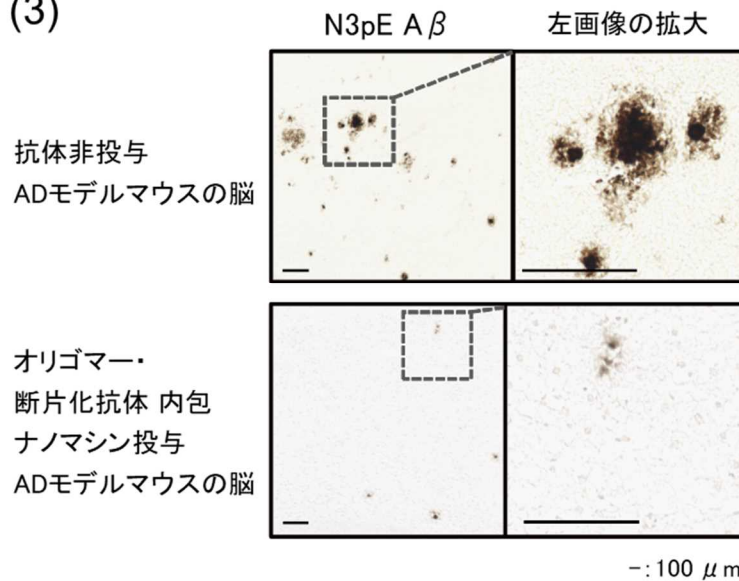 (3)
N3pE Aβ
左画像の拡大
抗体非投与
ADモデルマウスの脳
オリゴマー・
断片化抗体 内包
ナノマシン投与
ADモデルマウスの脳
－: 100 μm